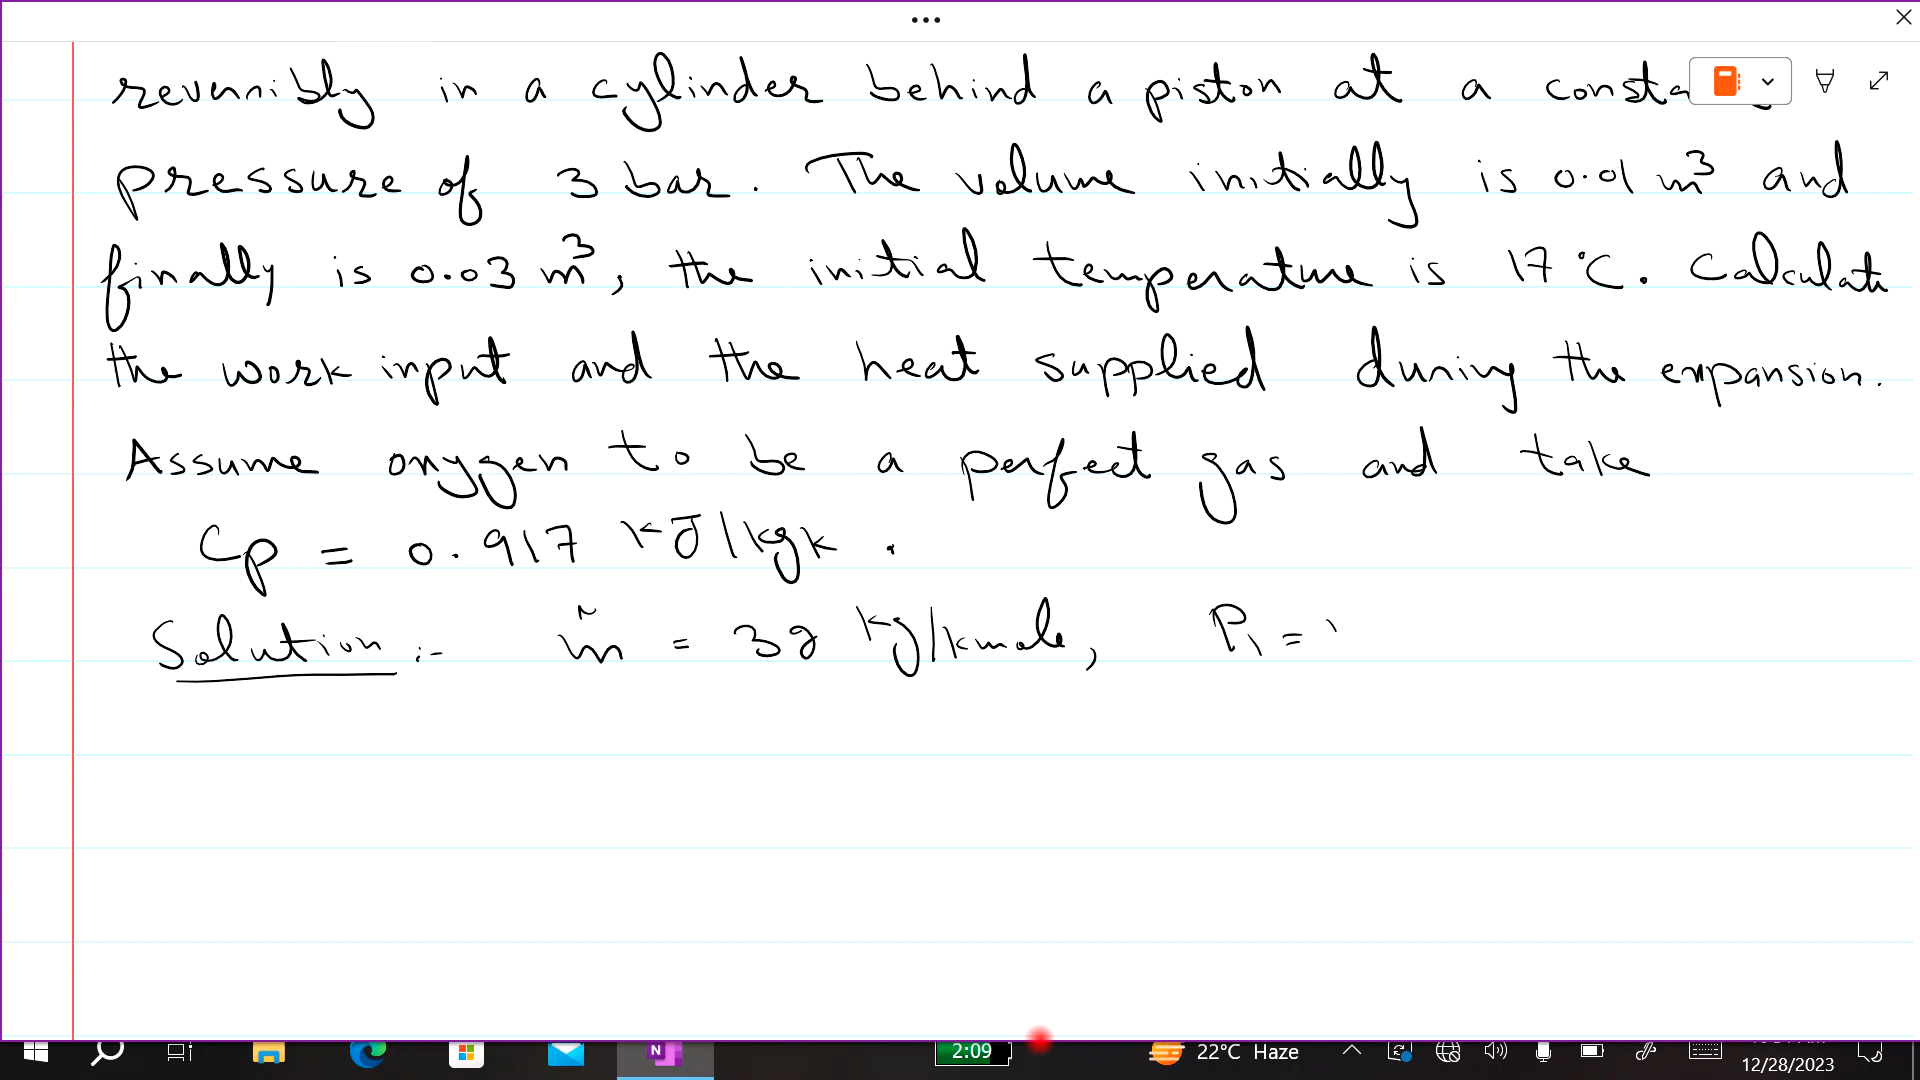 reversibly in a cylinder behind a piston at a consta
pressure of 3 bar. The volume initially is 0.01 m³ and
finally is 0.03 m³, the initial temperature is 17 °C. Calculate
the work input and the heat supplied during the expansion.
Assume oxygen to be a perfect gas and take
Cp = 0.917 KJ/kgk.
Solution :- m̃ = 32 kg/kmole, P₁ =
2:09
22°C Haze
12/28/2023